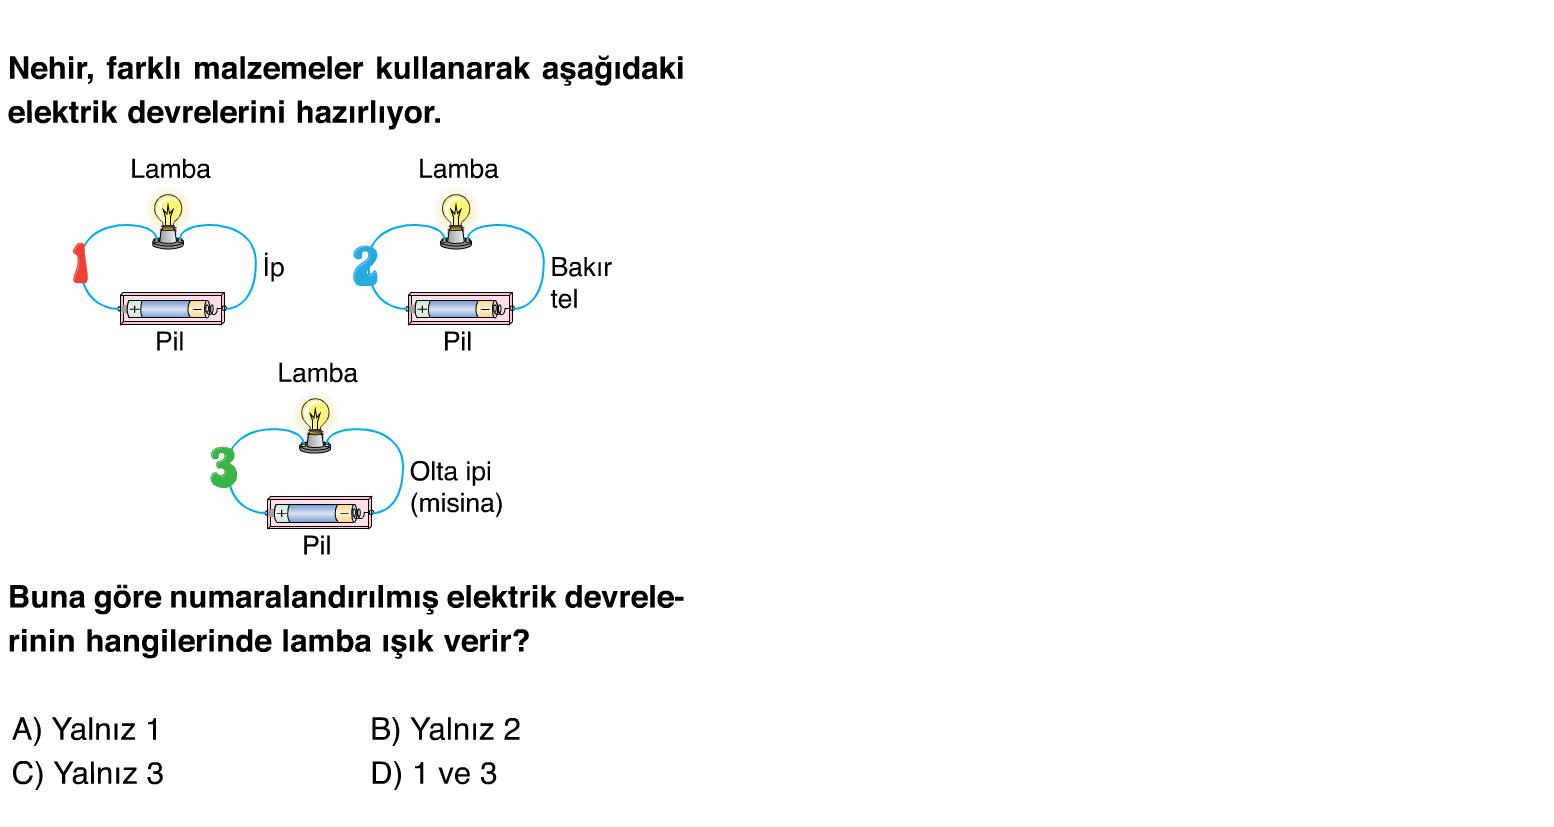 Nehir, farklı malzemeler kullanarak aşağıdaki
elektrik devrelerini hazırlıyor.
Lamba
1
İp
+ −
Pil
Lamba
2
Bakır
tel
+ −
Pil
Lamba
3
Olta ipi
(misina)
+ −
Pil
Buna göre numaralandırılmış elektrik devrele-
rinin hangilerinde lamba ışık verir?
A) Yalnız 1
B) Yalnız 2
C) Yalnız 3
D) 1 ve 3